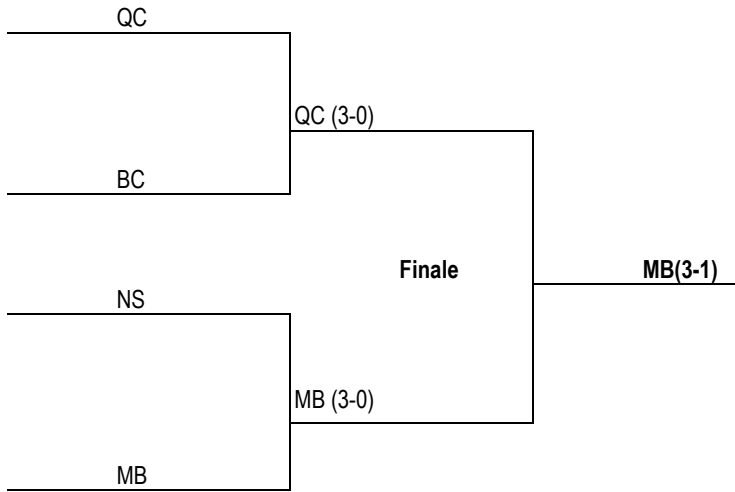 QC
QC (3-0)
BC
Finale
MB(3-1)
NS
MB (3-0)
MB